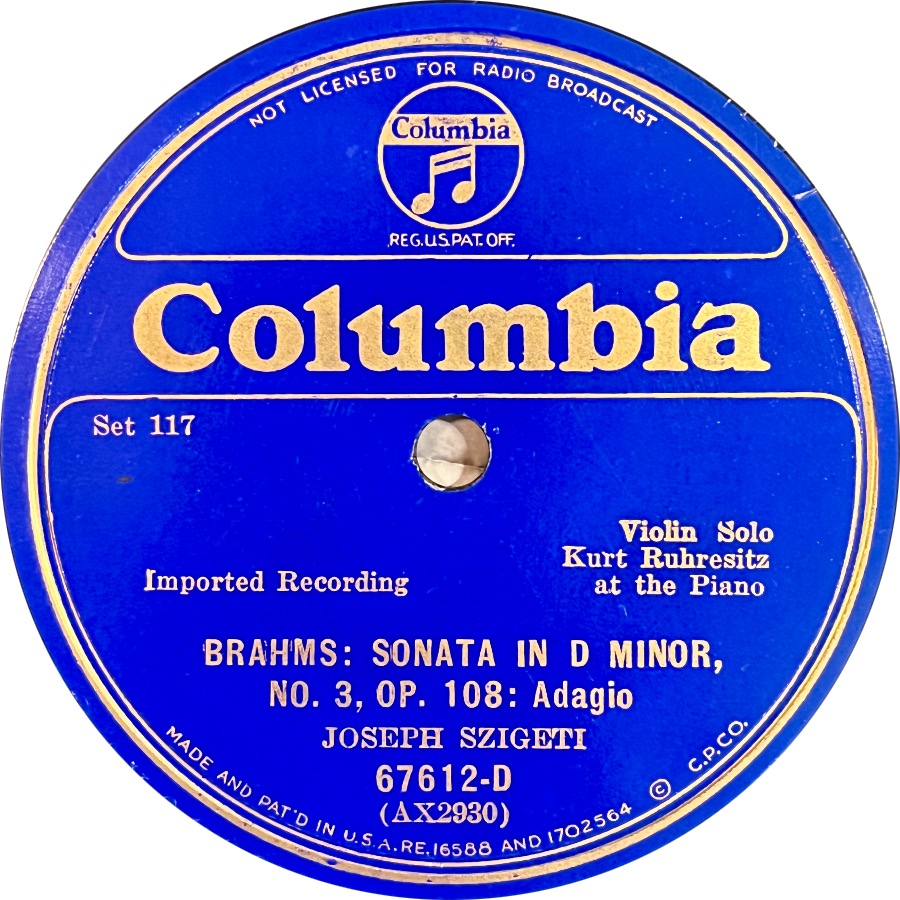 NOT LICENSED FOR RADIO BROADCAST
Columbia
REG.U.S.PAT.OFF.
Columbia
Set 117
Violin Solo
Kurt Ruhresitz
at the Piano
Imported Recording
BRAHMS: SONATA IN D MINOR,
NO. 3, OP. 108: Adagio
JOSEPH SZIGETI
67612-D
(AX2930)
MADE AND PAT'D IN U.S.A. RE.16588 AND 1702564 © C.P.CO.